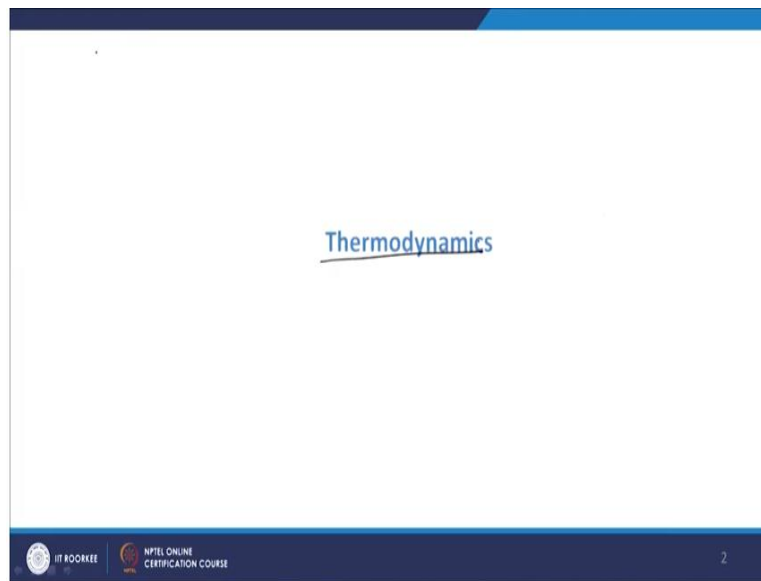 Thermodynamics
IIT ROORKEE
NPTEL ONLINE
CERTIFICATION COURSE
2